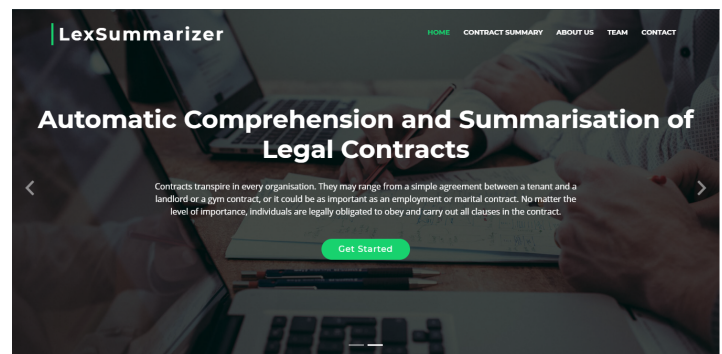 LexSummarizer
HOME CONTRACT SUMMARY ABOUT US TEAM CONTACT
Automatic Comprehension and Summarisation of
Legal Contracts
Contracts transpire in every organisation. They may range from a simple agreement between a tenant and a
landlord or a gym contract, or it could be as important as an employment or marital contract. No matter the
level of importance, individuals are legally obligated to obey and carry out all clauses in the contract.
Get Started